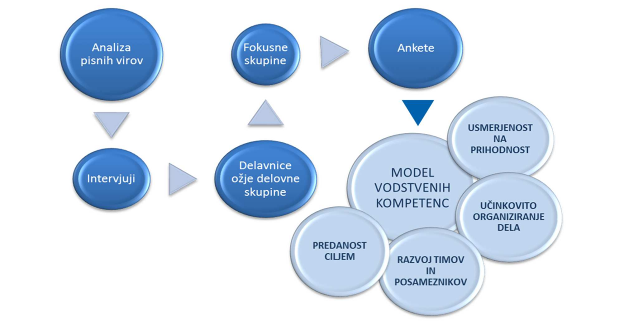 Analiza
pisnih virov
Intervjuji
Delavnice
ožje delovne
skupine
Fokusne
skupine
Ankete
MODEL
VODSTVENIH
KOMPETENC
USMERJENOST
NA
PRIHODNOST
UČINKOVITO
ORGANIZIRANJE
DELA
RAZVOJ TIMOV
IN
POSAMEZNIKOV
PREDANOST
CILJEM